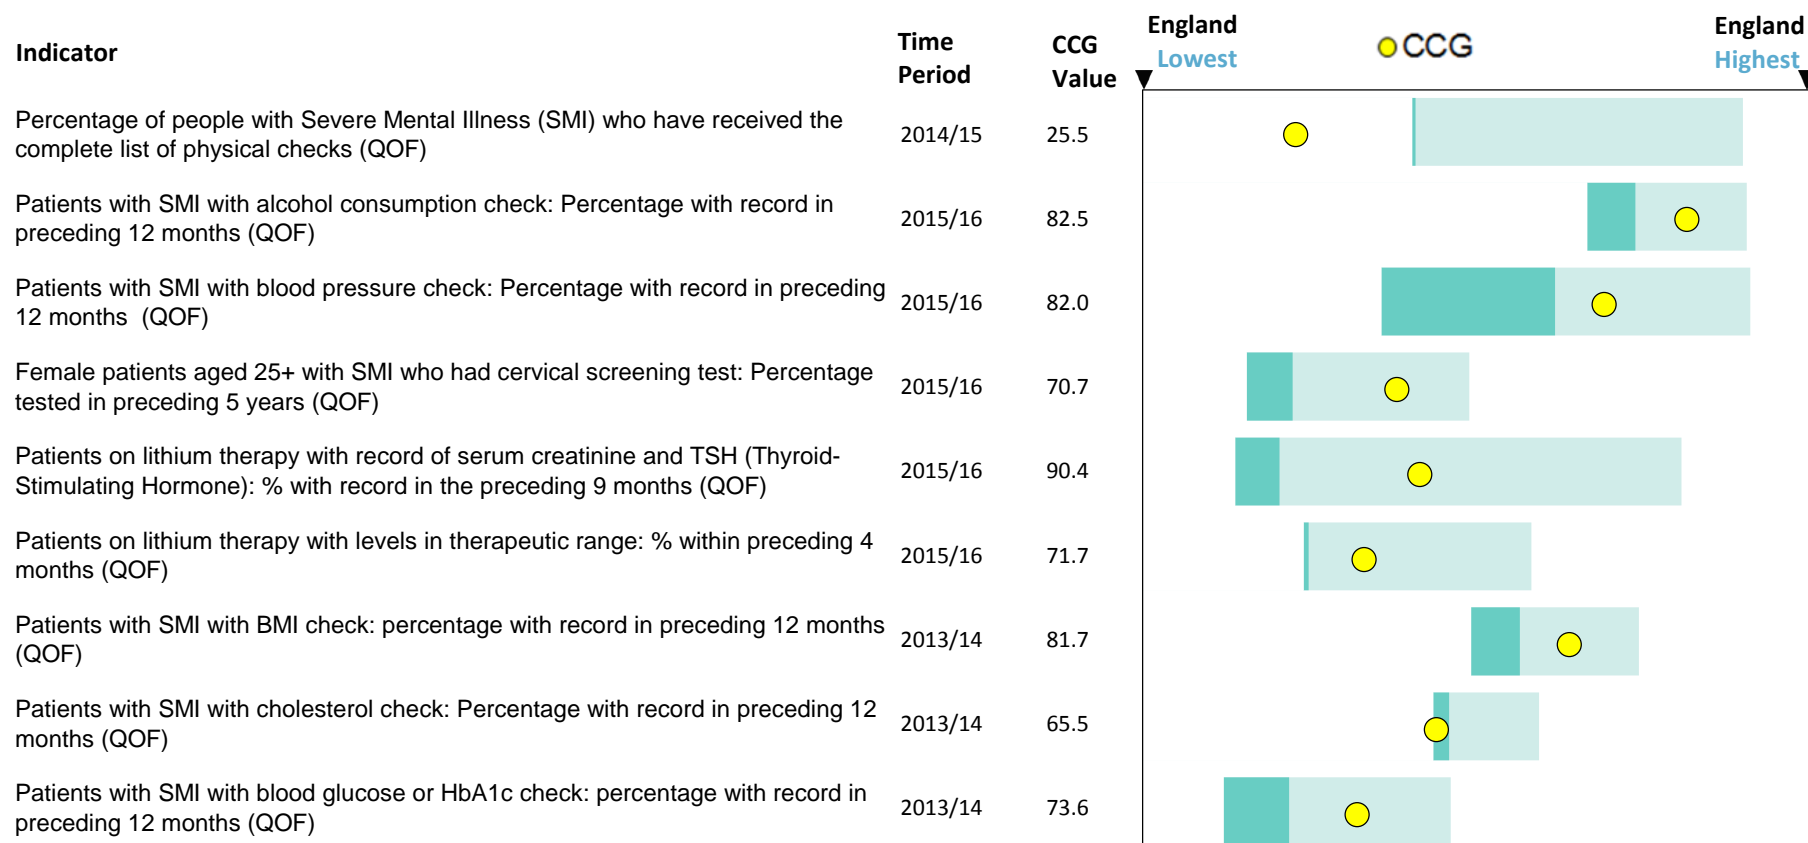 Indicator
Time
Period
CCG
Value
England
Lowest
CCG
England
Highest
Percentage of people with Severe Mental Illness (SMI) who have received the
complete list of physical checks (QOF)
2014/15
25.5
Patients with SMI with alcohol consumption check: Percentage with record in
preceding 12 months (QOF)
2015/16
82.5
Patients with SMI with blood pressure check: Percentage with record in preceding
12 months  (QOF)
2015/16
82.0
Female patients aged 25+ with SMI who had cervical screening test: Percentage
tested in preceding 5 years (QOF)
2015/16
70.7
Patients on lithium therapy with record of serum creatinine and TSH (Thyroid-
Stimulating Hormone): % with record in the preceding 9 months (QOF)
2015/16
90.4
Patients on lithium therapy with levels in therapeutic range: % within preceding 4
months (QOF)
2015/16
71.7
Patients with SMI with BMI check: percentage with record in preceding 12 months
(QOF)
2013/14
81.7
Patients with SMI with cholesterol check: Percentage with record in preceding 12
months (QOF)
2013/14
65.5
Patients with SMI with blood glucose or HbA1c check: percentage with record in
preceding 12 months (QOF)
2013/14
73.6